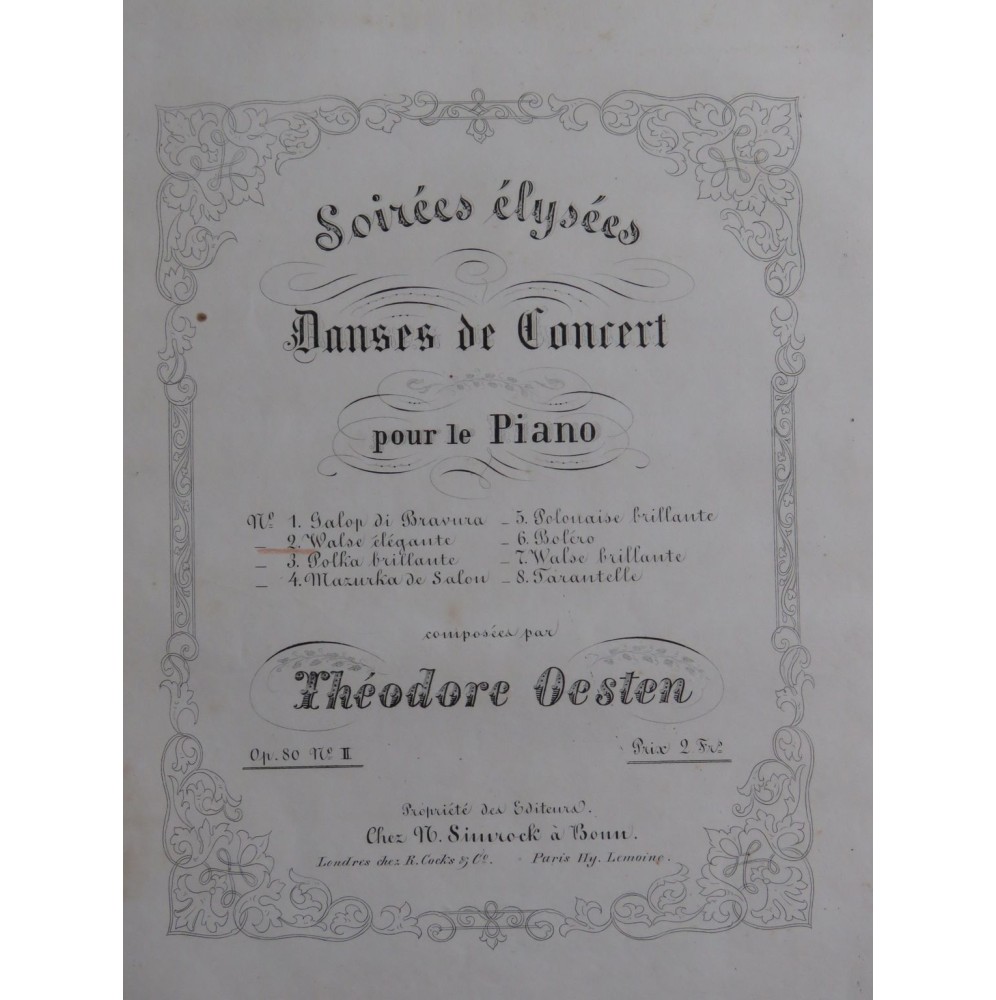 Soirées élysées
Danses de Concert
pour le Piano
Nº 1. Galop di Bravura _ 5. Polonaise brillante
_ 2. Walse élégante _ 6. Boléro
_ 3. Polka brillante _ 7. Walse brillante
_ 4. Mazurka de Salon _ 8. Tarantelle
composées par
Théodore Oesten
Op. 80 Nº II
Prix 2 Frs
Propriété des Editeurs.
Chez N. Simrock à Bonn.
Londres chez R. Cocks & Cº. Paris Hy. Lemoine.